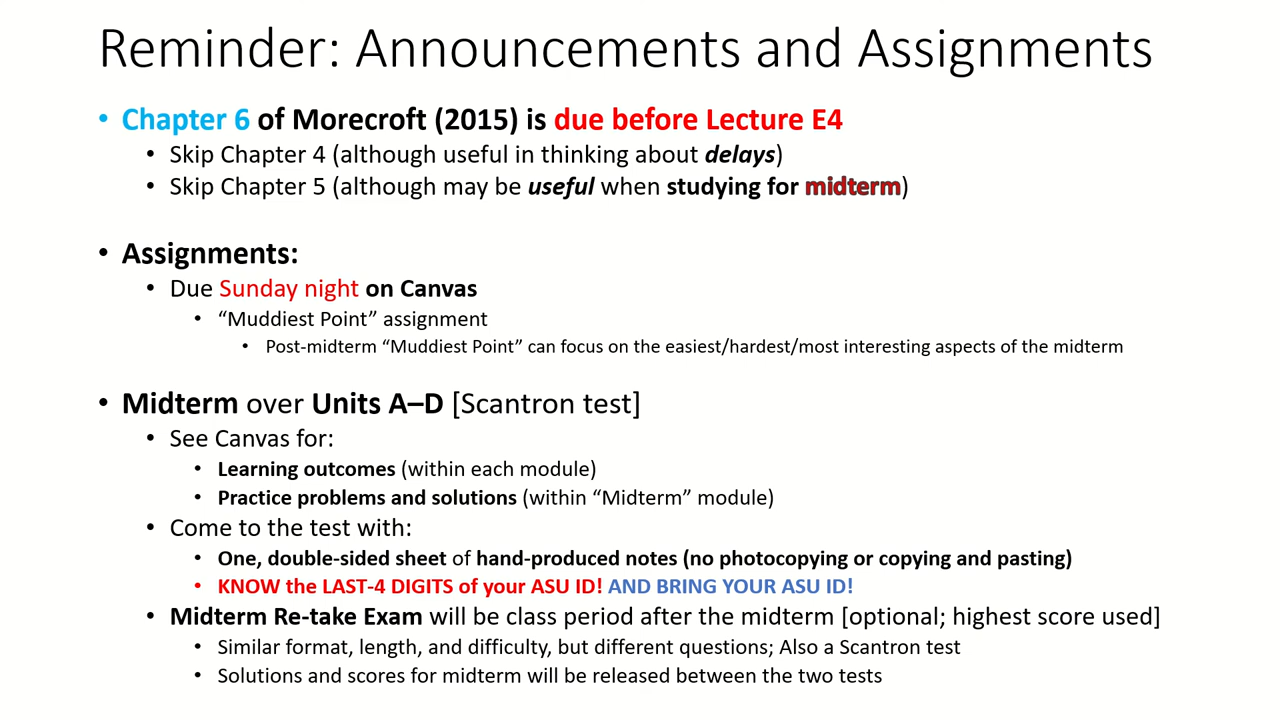 Reminder: Announcements and Assignments
• Chapter 6 of Morecroft (2015) is due before Lecture E4
• Skip Chapter 4 (although useful in thinking about delays)
• Skip Chapter 5 (although may be useful when studying for midterm)
• Assignments:
• Due Sunday night on Canvas
• “Muddiest Point” assignment
• Post-midterm “Muddiest Point” can focus on the easiest/hardest/most interesting aspects of the midterm
• Midterm over Units A–D [Scantron test]
• See Canvas for:
• Learning outcomes (within each module)
• Practice problems and solutions (within “Midterm” module)
• Come to the test with:
• One, double-sided sheet of hand-produced notes (no photocopying or copying and pasting)
• KNOW the LAST-4 DIGITS of your ASU ID! AND BRING YOUR ASU ID!
• Midterm Re-take Exam will be class period after the midterm [optional; highest score used]
• Similar format, length, and difficulty, but different questions; Also a Scantron test
• Solutions and scores for midterm will be released between the two tests